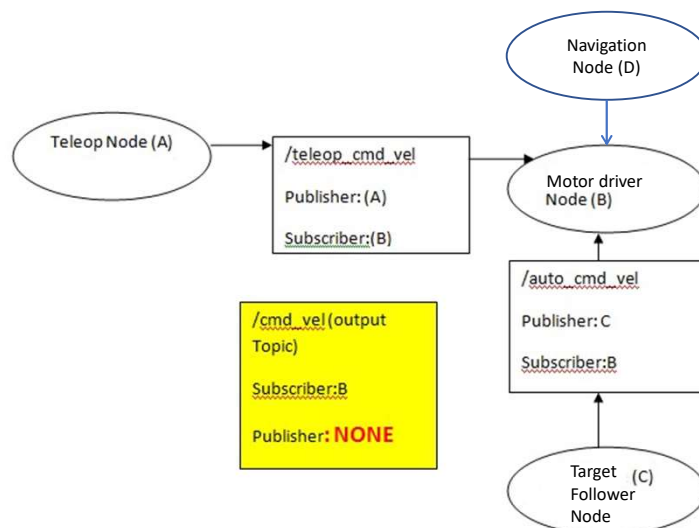 Navigation
Node (D)
Teleop Node (A)
/teleop_cmd_vel
Publisher: (A)
Subscriber:(B)
Motor driver
Node (B)
/auto_cmd_vel
Publisher: C
Subscriber:B
/cmd_vel (output
Topic)
Subscriber:B
Publisher: NONE
Target (C)
Follower
Node